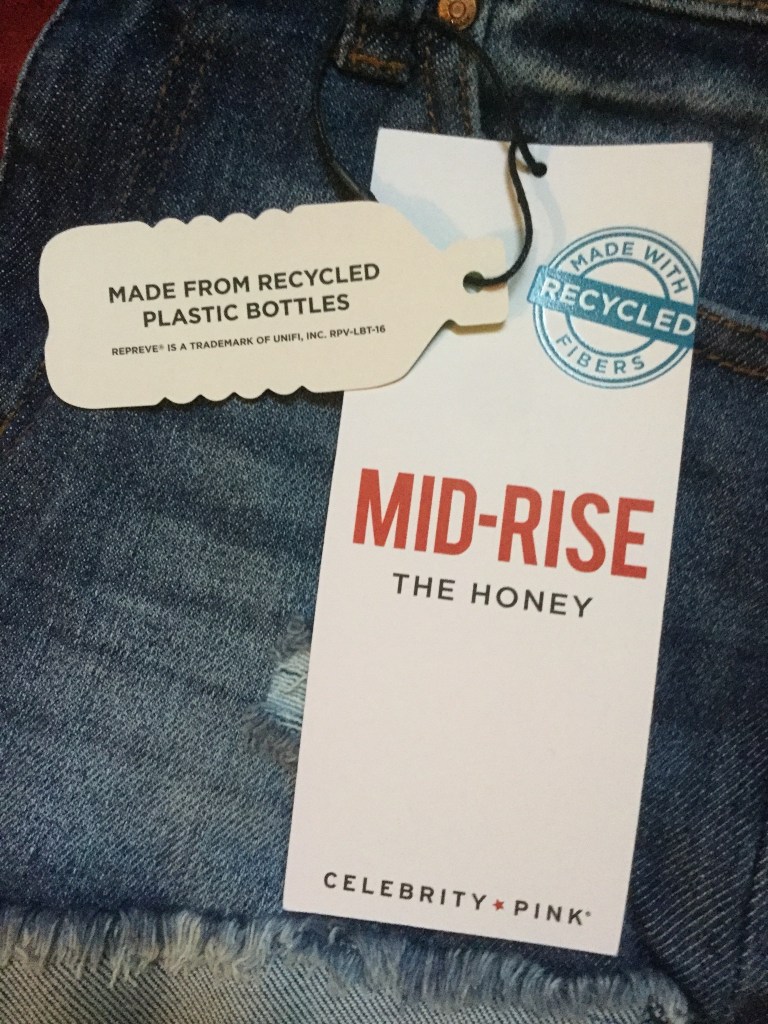 MADE FROM RECYCLED
PLASTIC BOTTLES
REPREVE® IS A TRADEMARK OF UNIFI, INC. RPV-LBT-16
MADE WITH
RECYCLED
FIBERS
MID-RISE
THE HONEY
CELEBRITY★PINK®